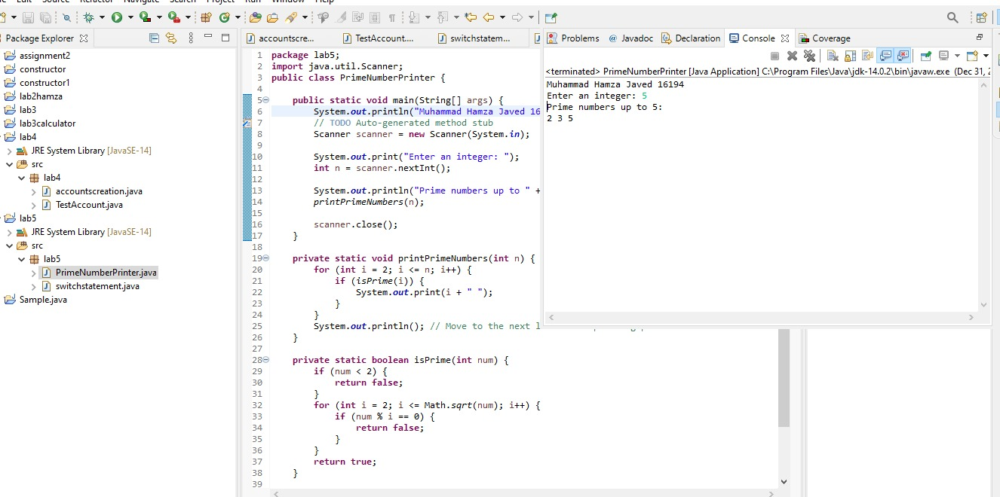 Edit Source Refactor Navigate Search Project Run Window Help
Package Explorer
assignment2
constructor
constructor1
lab2hamza
lab3
lab3calculator
lab4
JRE System Library [JavaSE-14]
src
lab4
accountscreation.java
TestAccount.java
lab5
JRE System Library [JavaSE-14]
src
lab5
PrimeNumberPrinter.java
switchstatement.java
Sample.java
accountscre... TestAccount.... switchstatem...
1 package lab5;
2 import java.util.Scanner;
3 public class PrimeNumberPrinter {
4
5 public static void main(String[] args) {
6 System.out.println("Muhammad Hamza Javed 16
7 // TODO Auto-generated method stub
8 Scanner scanner = new Scanner(System.in);
9
10 System.out.print("Enter an integer: ");
11 int n = scanner.nextInt();
12
13 System.out.println("Prime numbers up to " +
14 printPrimeNumbers(n);
15
16 scanner.close();
17 }
18
19 private static void printPrimeNumbers(int n) {
20 for (int i = 2; i <= n; i++) {
21 if (isPrime(i)) {
22 System.out.print(i + " ");
23 }
24 }
25 System.out.println(); // Move to the next l
26 }
27
28 private static boolean isPrime(int num) {
29 if (num < 2) {
30 return false;
31 }
32 for (int i = 2; i <= Math.sqrt(num); i++) {
33 if (num % i == 0) {
34 return false;
35 }
36 }
37 return true;
38 }
39
Problems Javadoc Declaration Console Coverage
<terminated> PrimeNumberPrinter [Java Application] C:\Program Files\Java\jdk-14.0.2\bin\javaw.exe (Dec 31, 2
Muhammad Hamza Javed 16194
Enter an integer: 5
Prime numbers up to 5:
2 3 5